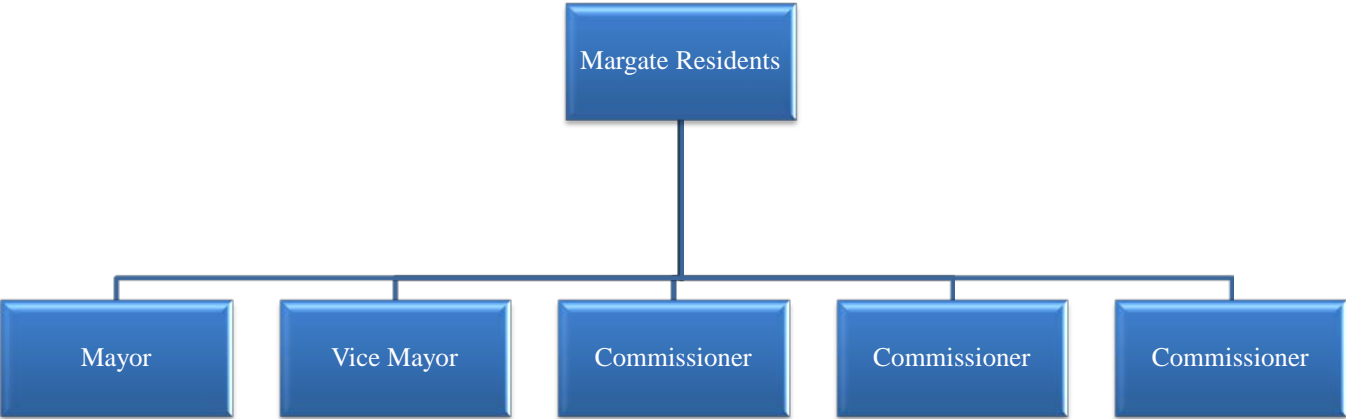 Margate Residents
Mayor
Vice Mayor
Commissioner
Commissioner
Commissioner